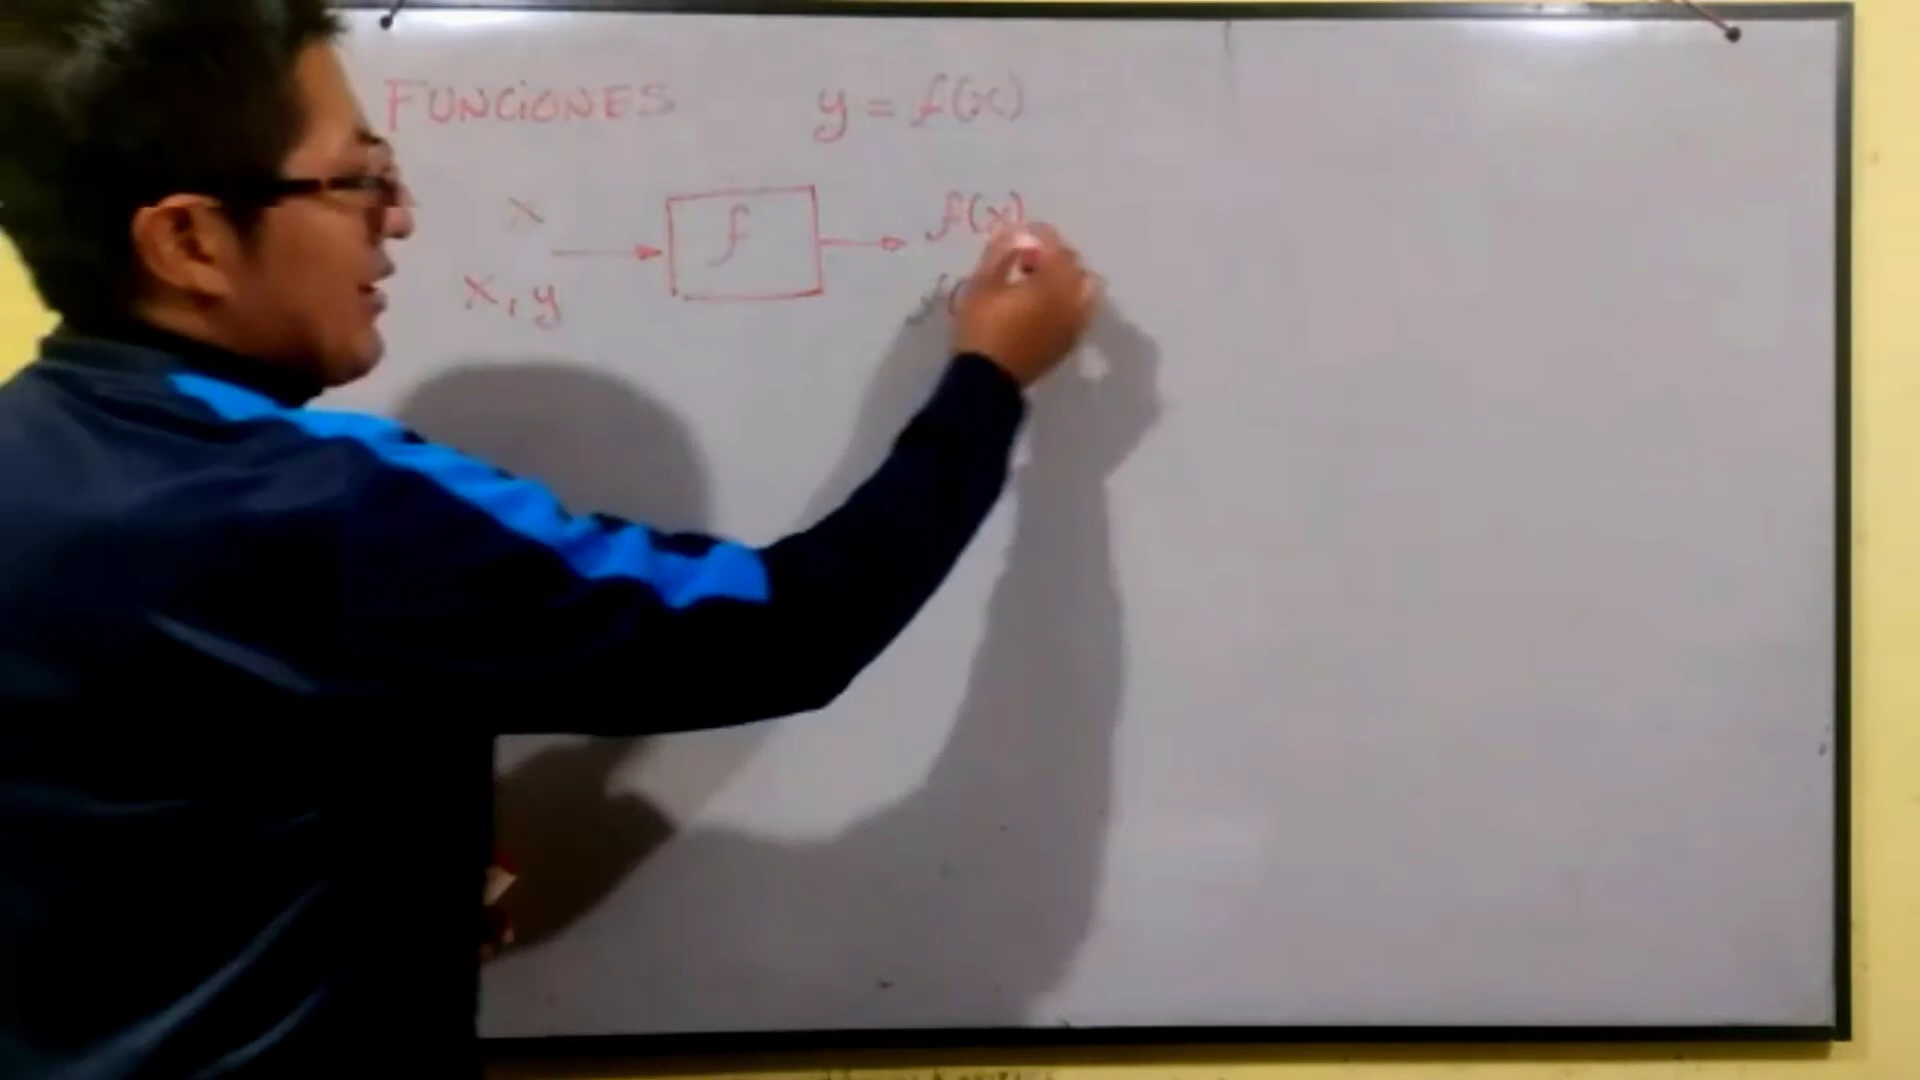 FUNCIONES y = f(x)
x f f(x)
x, y f(